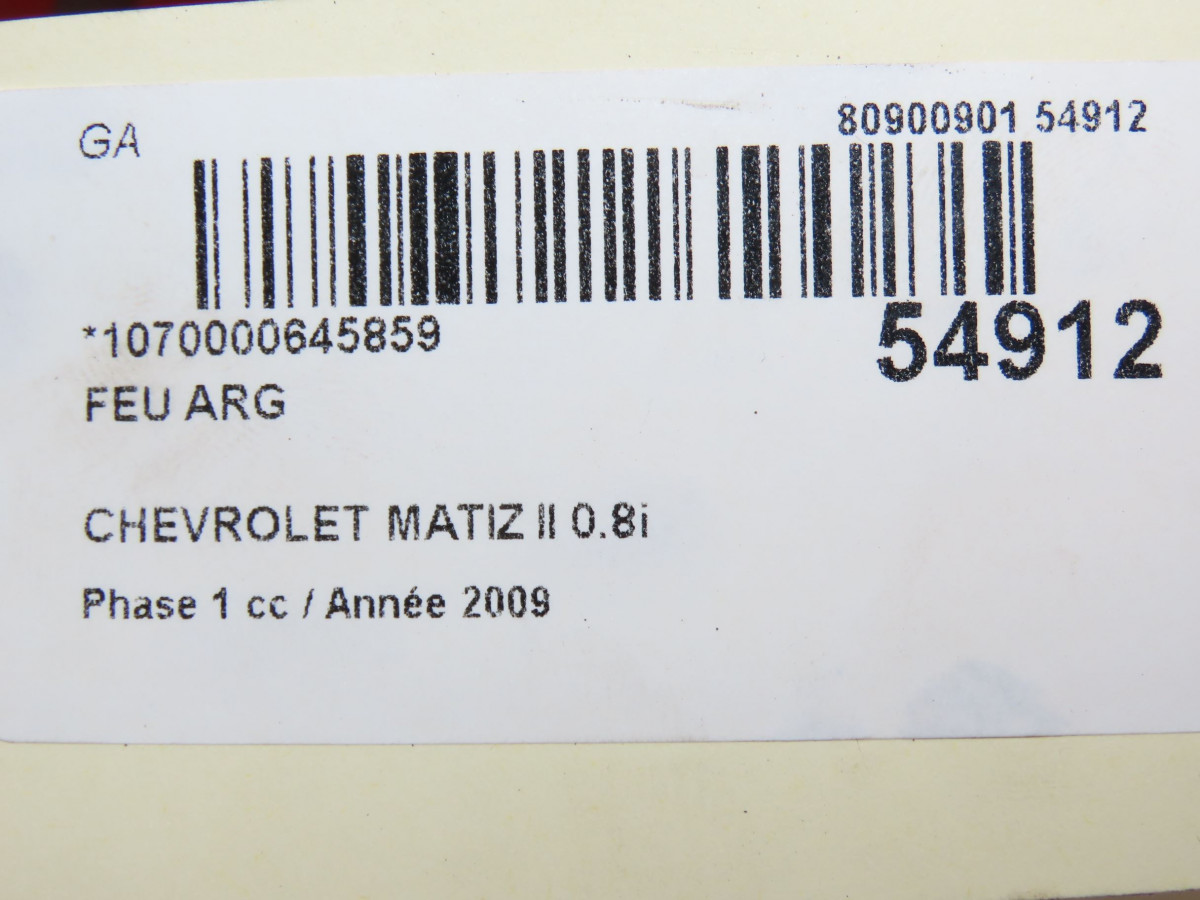 GA
80900901 54912
*1070000645859
54912
FEU ARG
CHEVROLET MATIZ II 0.8i
Phase 1 cc / Année 2009